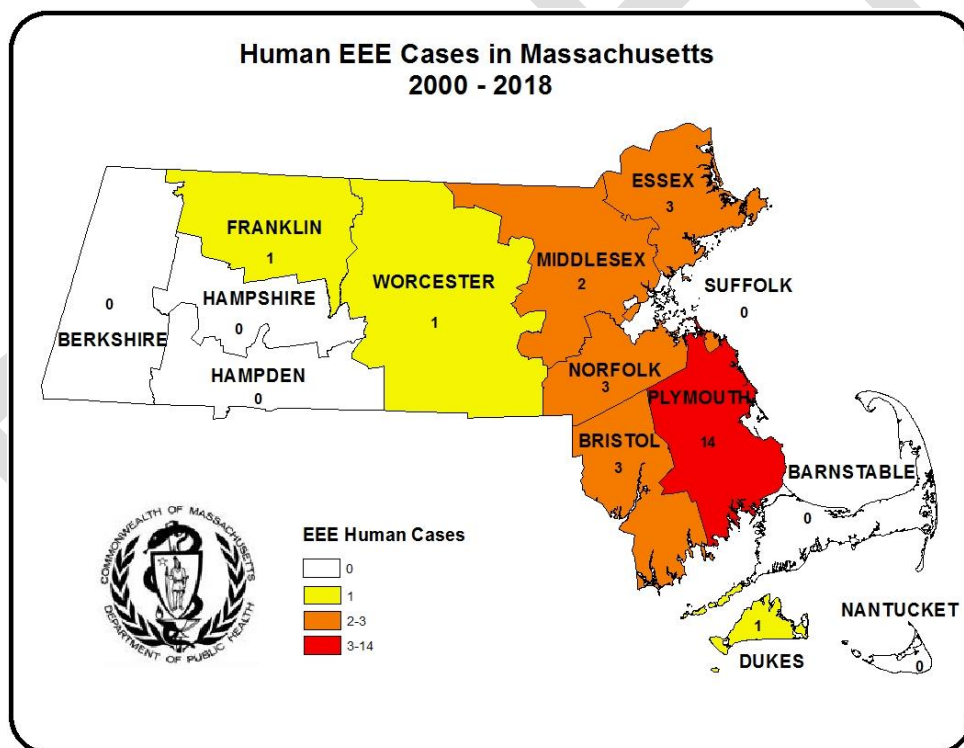 Human EEE Cases in Massachusetts
2000 - 2018
ESSEX
3
FRANKLIN
1
MIDDLESEX
2
WORCESTER
1
SUFFOLK
0
HAMPSHIRE
0
0
BERKSHIRE
HAMPDEN
0
NORFOLK
3
PLYMOUTH
14
BRISTOL
3
BARNSTABLE
0
NANTUCKET
0
1
DUKES
COMMONWEALTH OF MASSACHUSETTS
DEPARTMENT OF PUBLIC HEALTH
EEE Human Cases
0
1
2-3
3-14